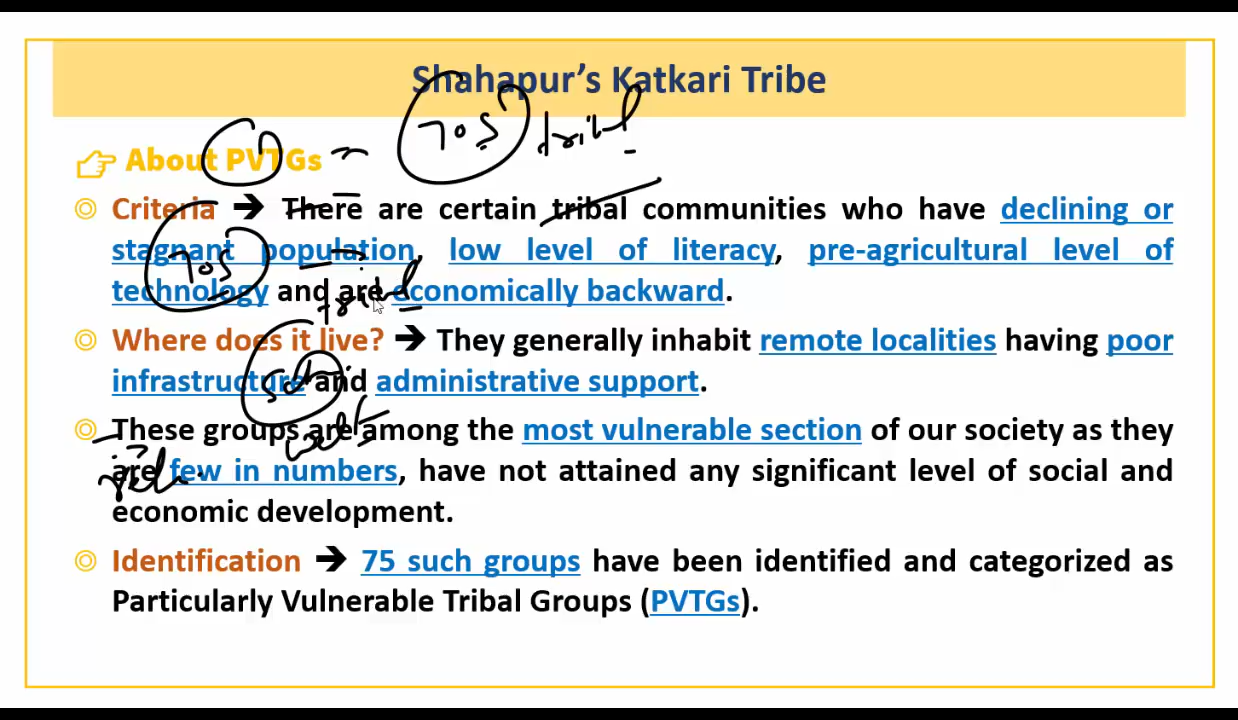 Shahapur's Katkari Tribe
705 tribal
About PVTGs
Criteria ➔ There are certain tribal communities who have declining or
stagnant population, low level of literacy, pre-agricultural level of
705
technology and are economically backward.
tribal
Where does it live? ➔ They generally inhabit remote localities having poor
infrastructure and administrative support.
These groups are among the most vulnerable section of our society as they
are few in numbers, have not attained any significant level of social and
economic development.
Identification ➔ 75 such groups have been identified and categorized as
Particularly Vulnerable Tribal Groups (PVTGs).